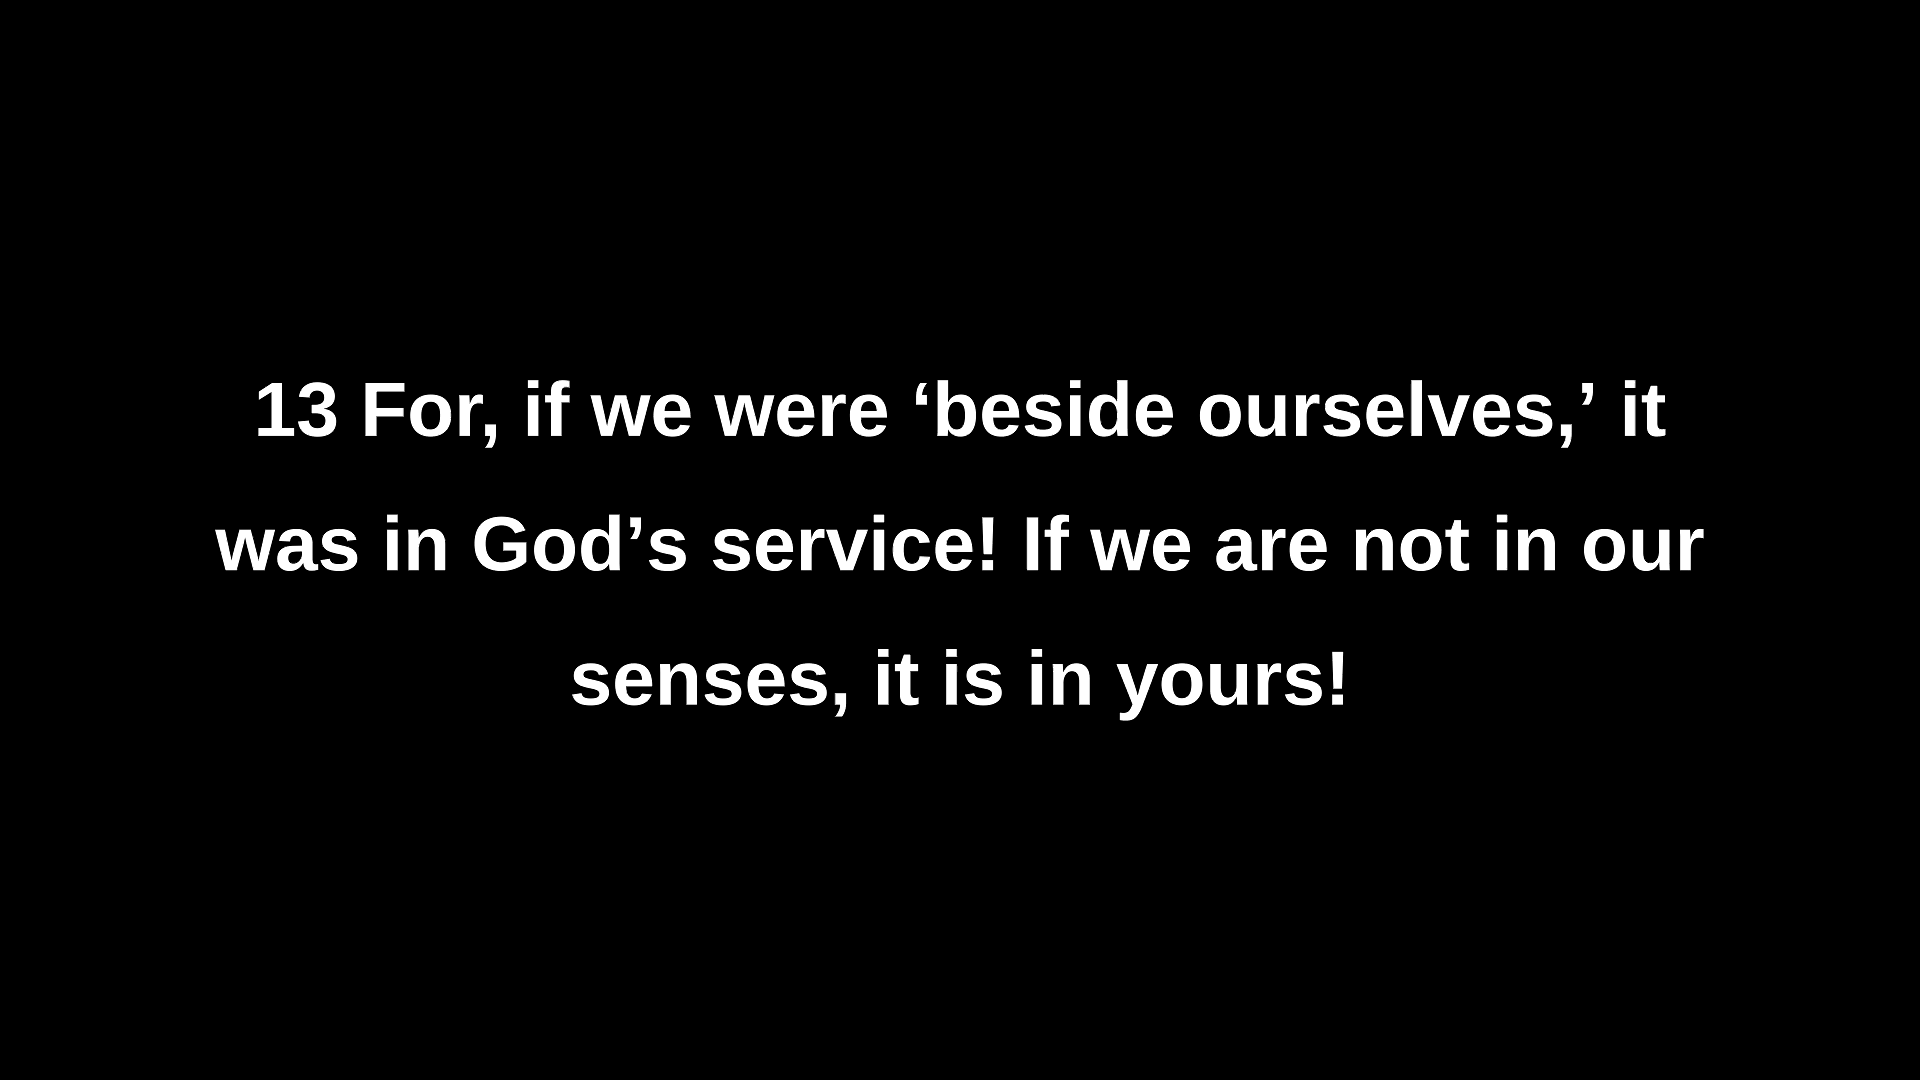 13 For, if we were ‘beside ourselves,’ it
was in God’s service! If we are not in our
senses, it is in yours!